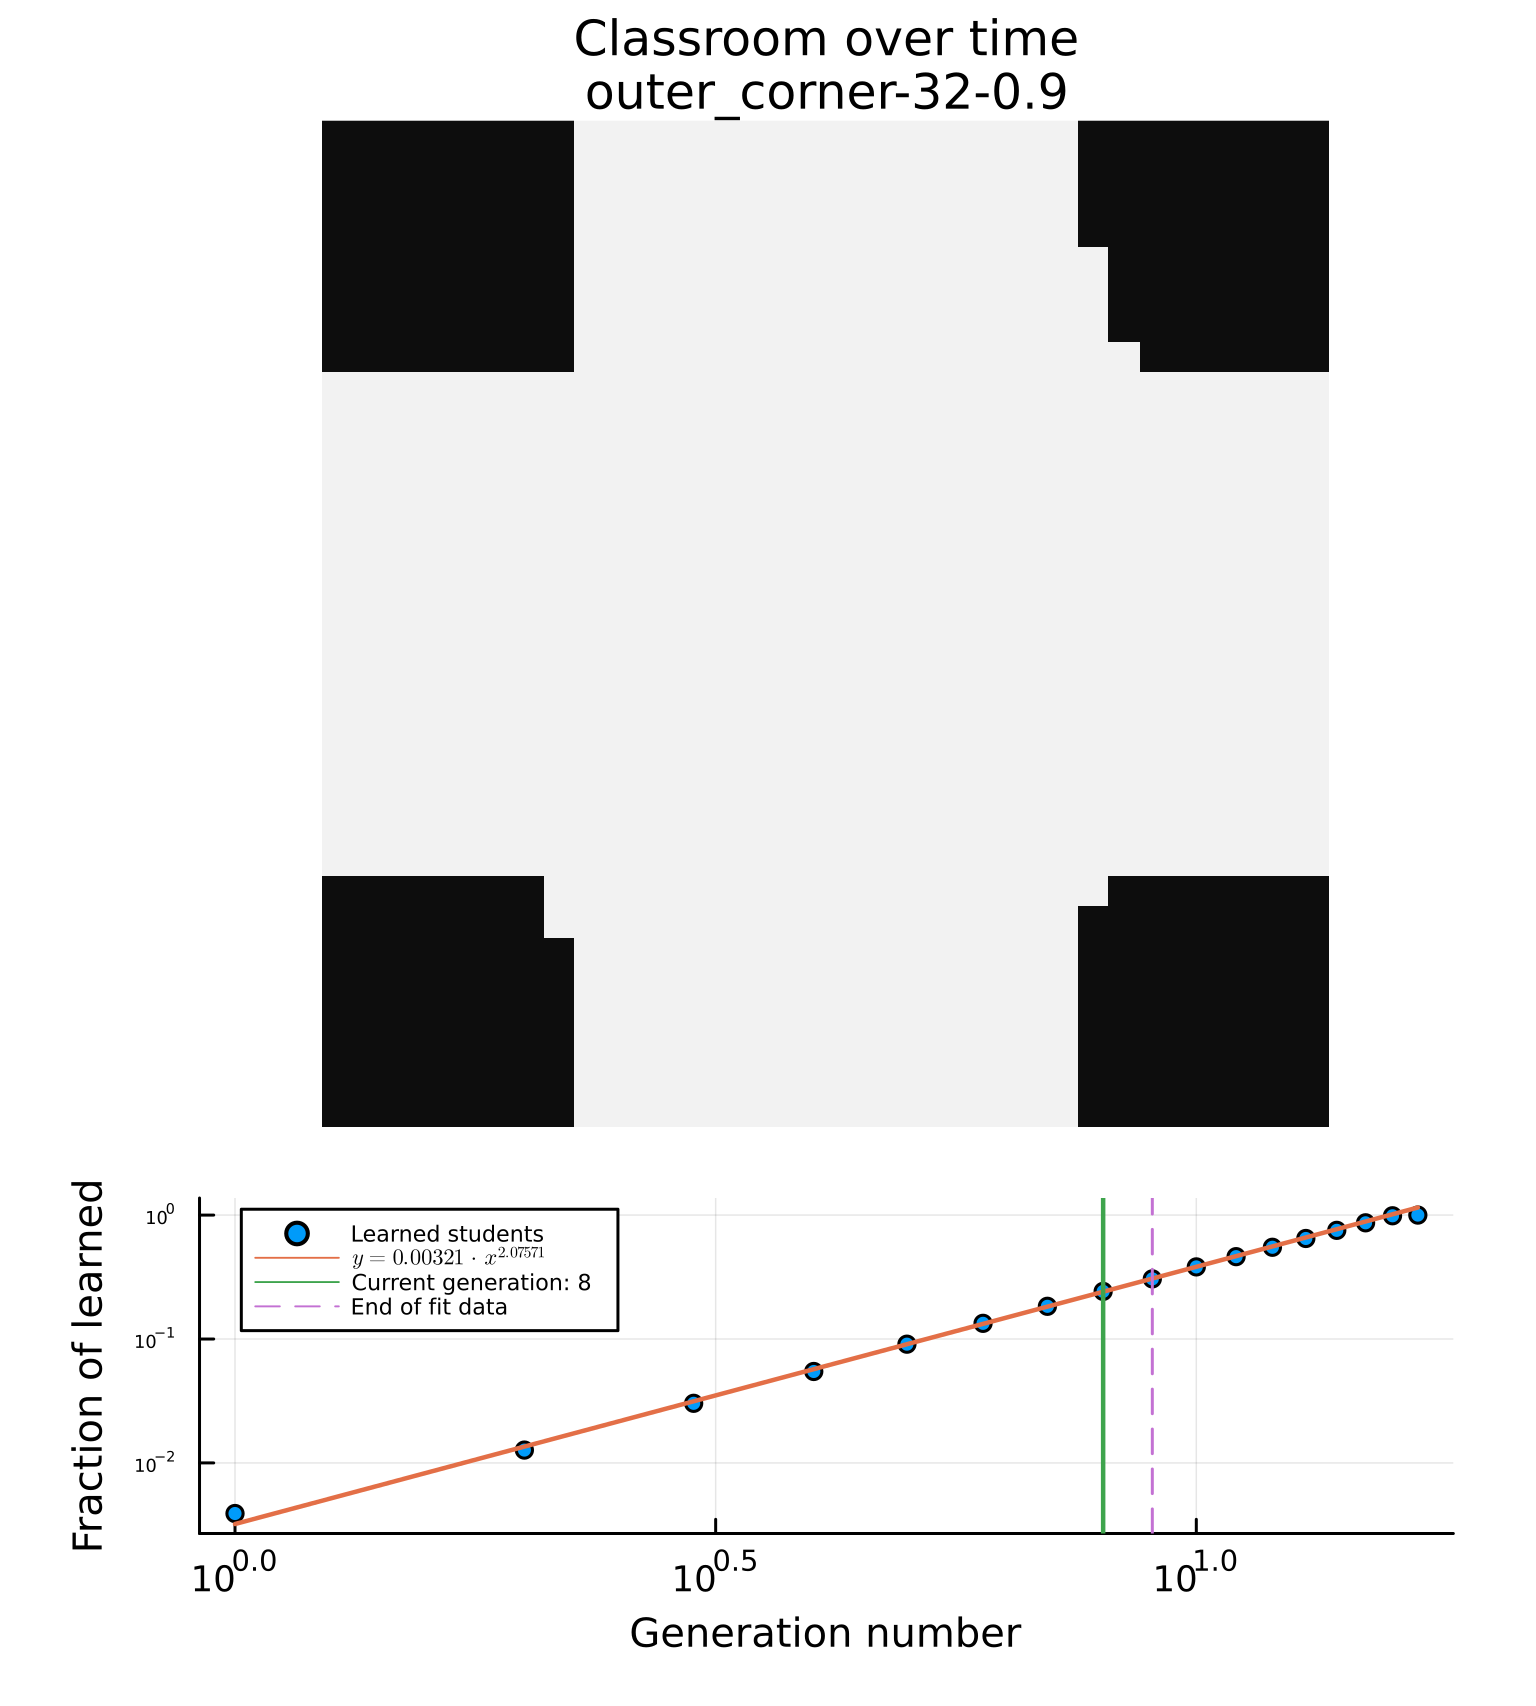 Classroom over time
outer_corner-32-0.9
Fraction of learned
10^0
10^−1
10^−2
Learned students
y = 0.00321 · x^2.07571
Current generation: 8
End of fit data
10^0.0 10^0.5 10^1.0
Generation number